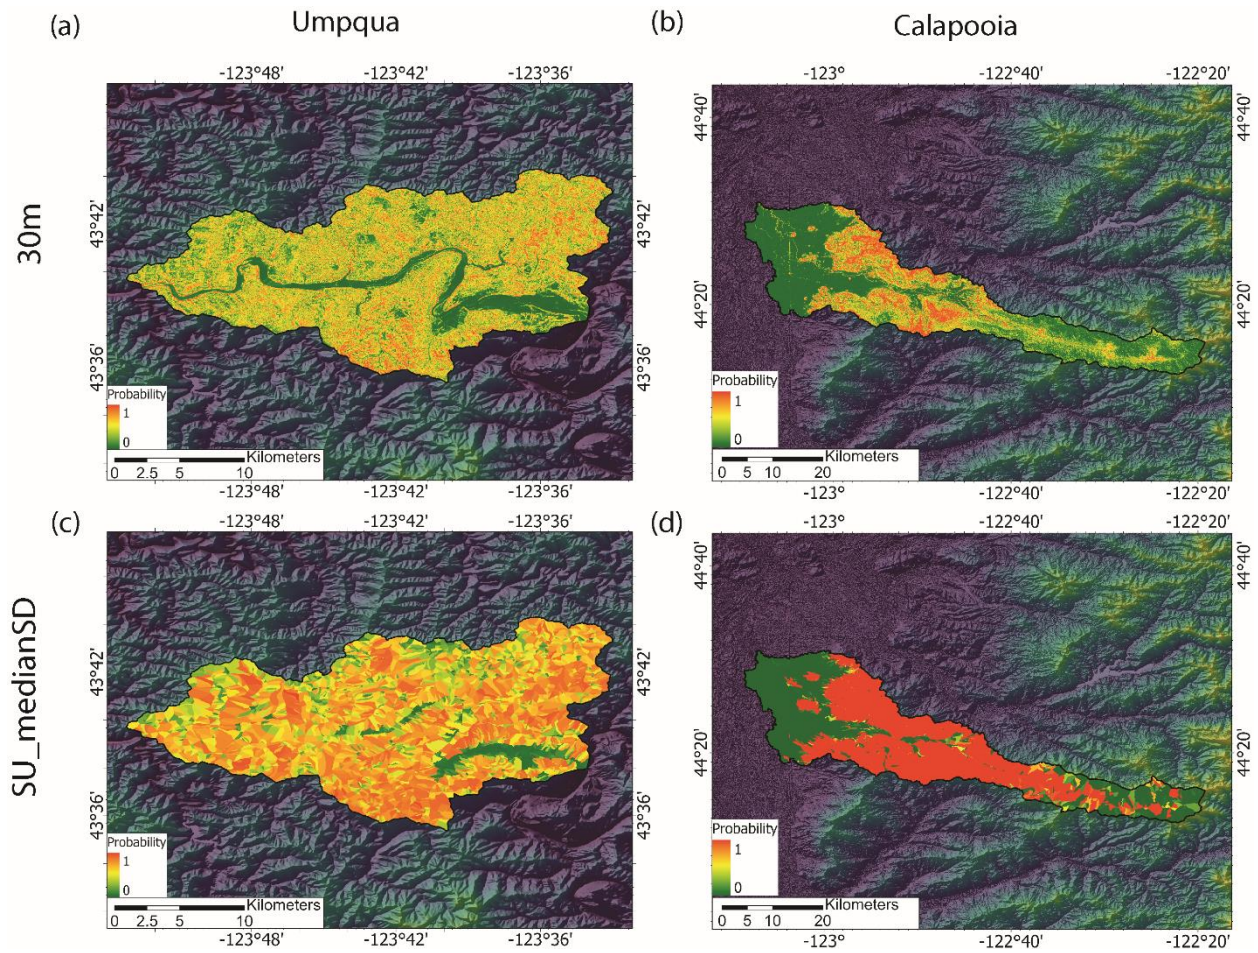 (a) Umpqua (b) Calapooia
-123°48' -123°42' -123°36' -123° -122°40' -122°20'
30m
43°42' 44°40' 44°40'
43°42'
43°36' 44°20' 44°20'
43°36'
Probability Probability
1 1
0 0
Kilometers Kilometers
0 2.5 5 10 0 5 10 20
-123°48' -123°42' -123°36' -123° -122°40' -122°20'
(c) (d)
-123°48' -123°42' -123°36' -123° -122°40' -122°20'
SU_medianSD
43°42' 44°40' 44°40'
43°42'
43°36' 44°20' 44°20'
43°36'
Probability Probability
1 1
0 0
Kilometers Kilometers
0 2.5 5 10 0 5 10 20
-123°48' -123°42' -123°36' -123° -122°40' -122°20'